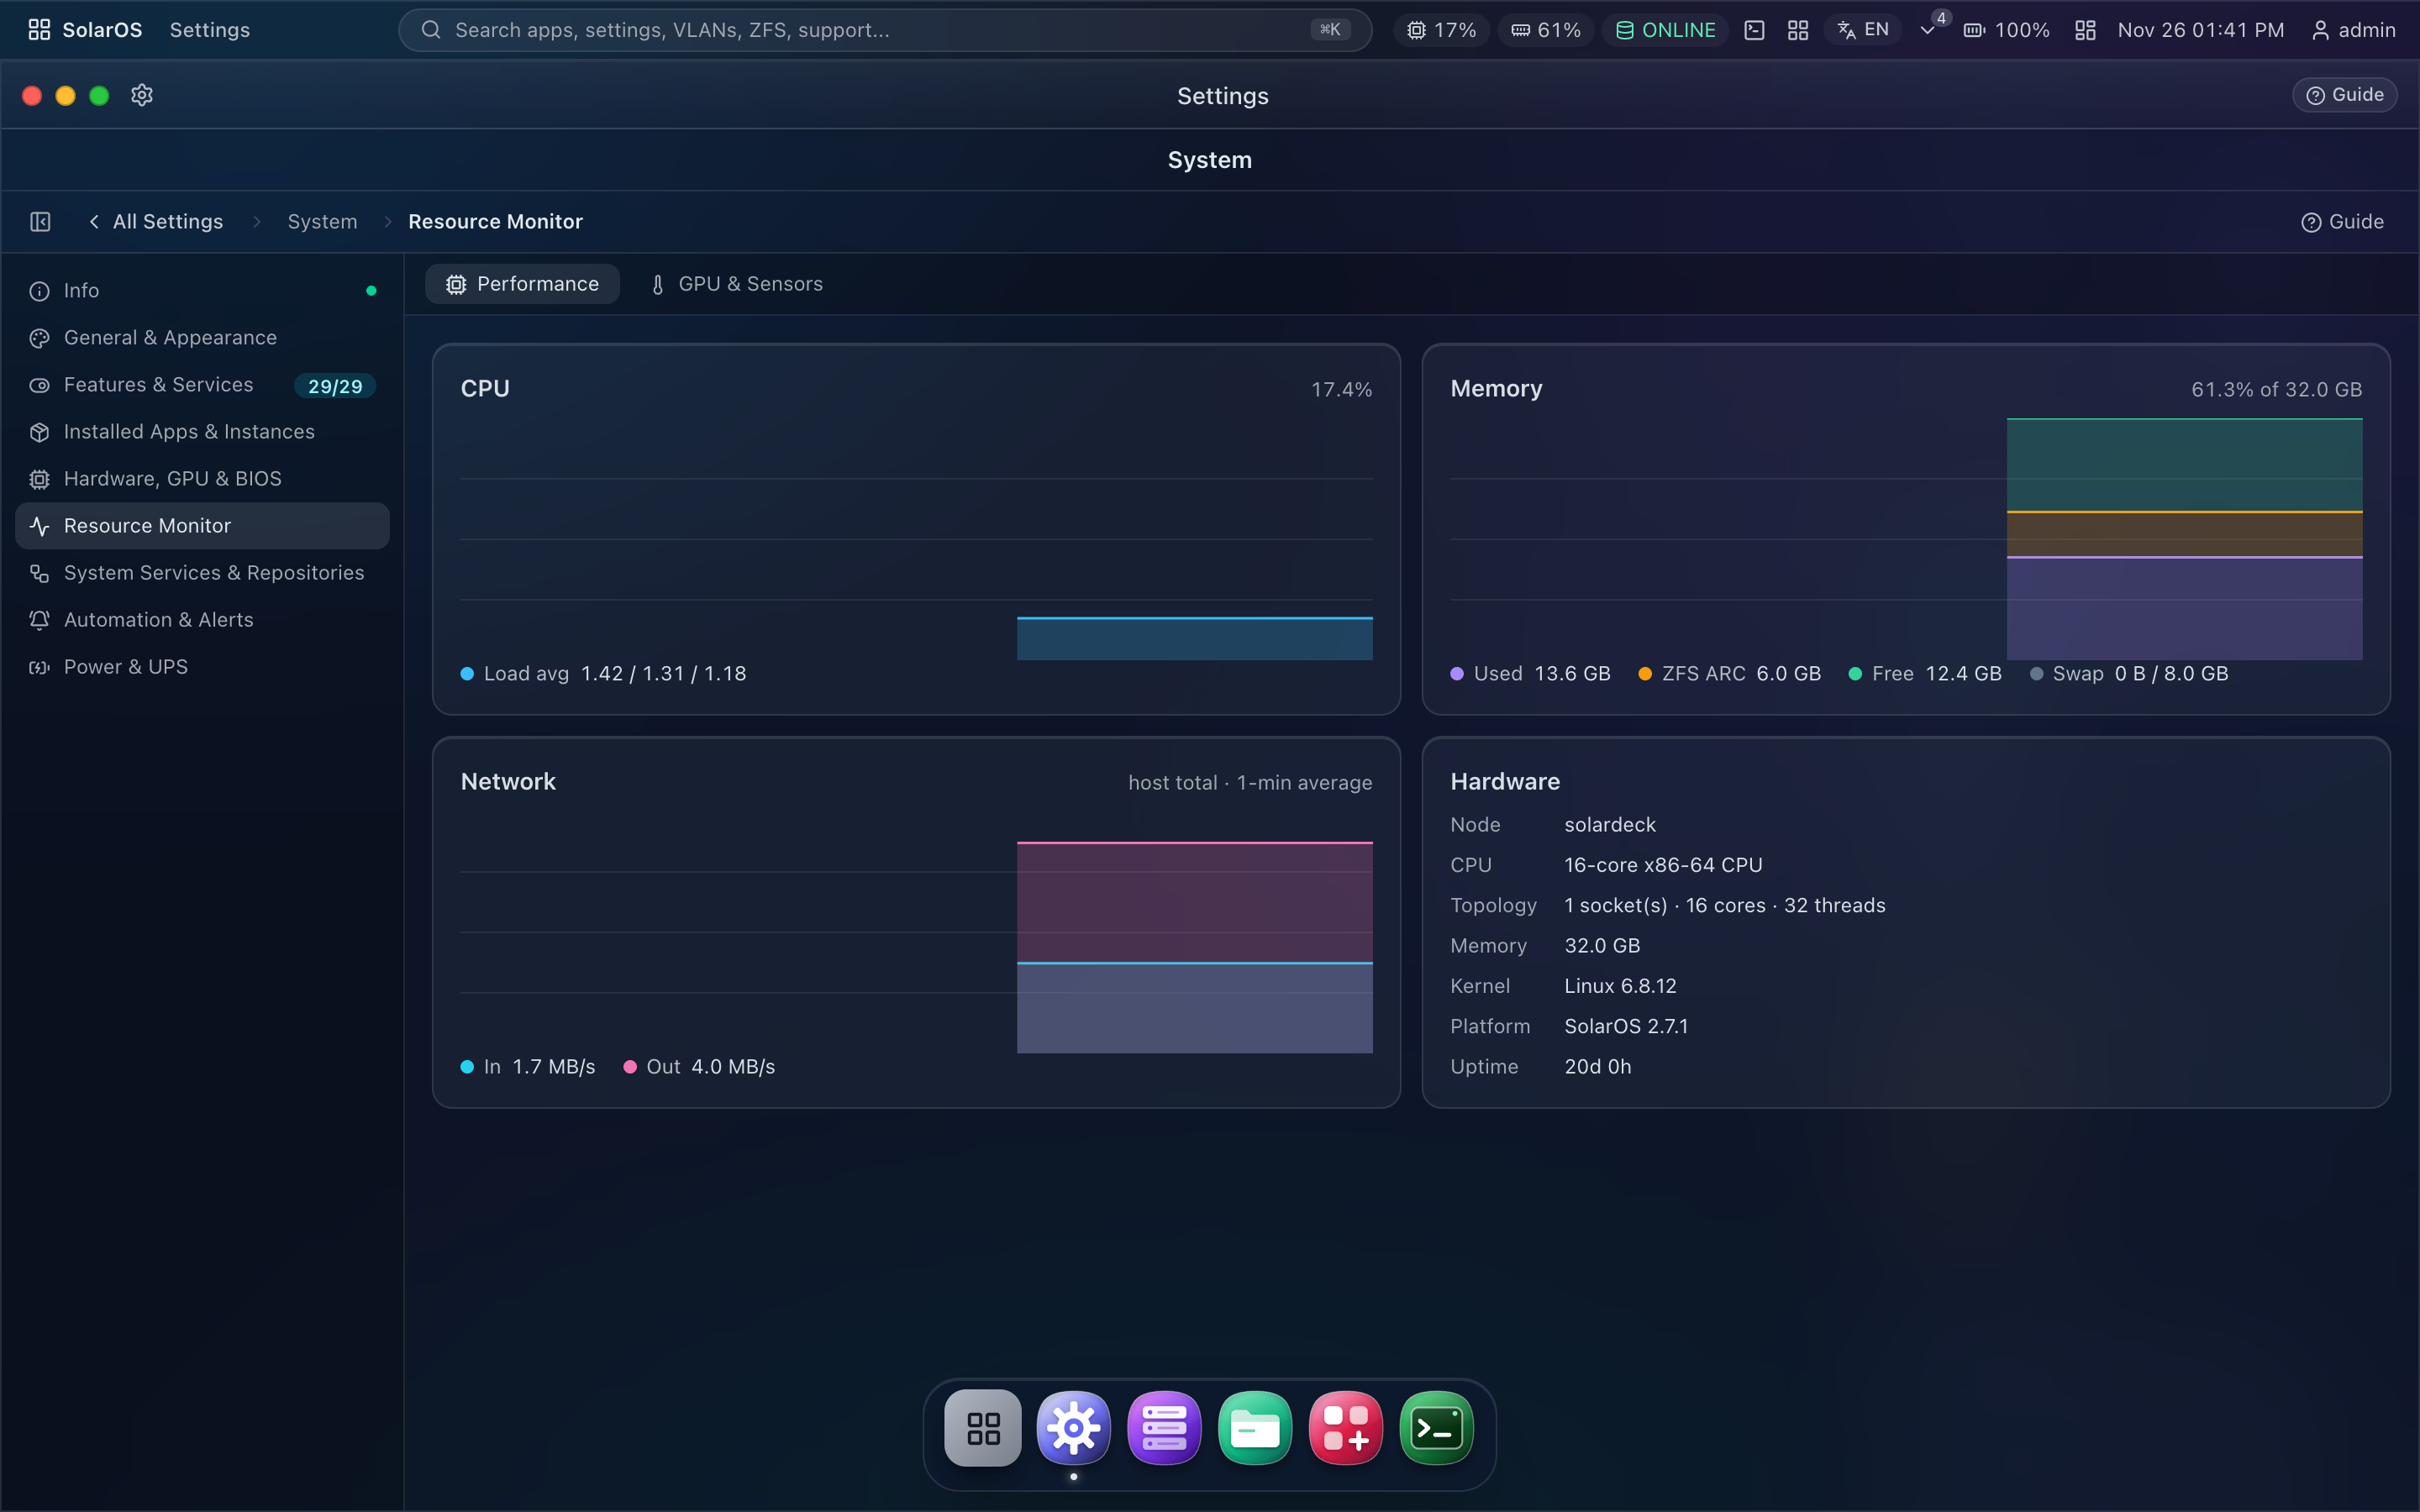 SolarOS Settings Search apps, settings, VLANs, ZFS, support... ⌘K 17% 61% ONLINE EN 4 100% Nov 26 01:41 PM admin
Settings Guide
System
All Settings System Resource Monitor Guide
Info
General & Appearance
Features & Services 29/29
Installed Apps & Instances
Hardware, GPU & BIOS
Resource Monitor
System Services & Repositories
Automation & Alerts
Power & UPS
Performance GPU & Sensors
CPU 17.4%
Load avg 1.42 / 1.31 / 1.18
Memory 61.3% of 32.0 GB
Used 13.6 GB ZFS ARC 6.0 GB Free 12.4 GB Swap 0 B / 8.0 GB
Network host total · 1-min average
In 1.7 MB/s Out 4.0 MB/s
Hardware
Node solardeck
CPU 16-core x86-64 CPU
Topology 1 socket(s) · 16 cores · 32 threads
Memory 32.0 GB
Kernel Linux 6.8.12
Platform SolarOS 2.7.1
Uptime 20d 0h